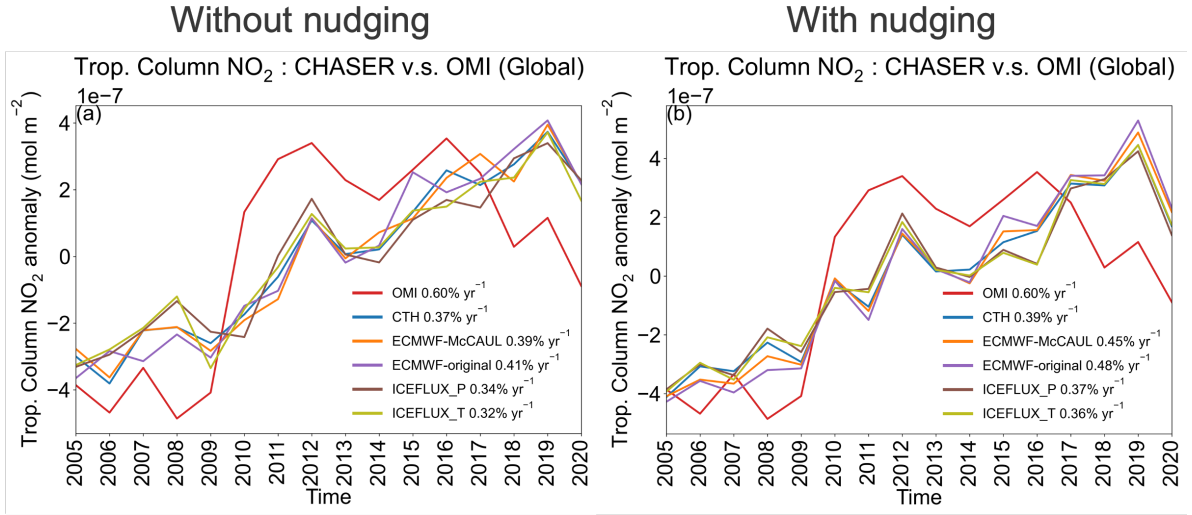 Without nudging
Trop. Column NO₂ : CHASER v.s. OMI (Global)
1e−7
(a)
Trop. Column NO₂ anomaly (mol m⁻²)
4
2
0
−2
−4
OMI 0.60% yr⁻¹
CTH 0.37% yr⁻¹
ECMWF-McCAUL 0.39% yr⁻¹
ECMWF-original 0.41% yr⁻¹
ICEFLUX_P 0.34% yr⁻¹
ICEFLUX_T 0.32% yr⁻¹
2005 2006 2007 2008 2009 2010 2011 2012 2013 2014 2015 2016 2017 2018 2019 2020
Time
With nudging
Trop. Column NO₂ : CHASER v.s. OMI (Global)
1e−7
(b)
Trop. Column NO₂ anomaly (mol m⁻²)
4
2
0
−2
−4
OMI 0.60% yr⁻¹
CTH 0.39% yr⁻¹
ECMWF-McCAUL 0.45% yr⁻¹
ECMWF-original 0.48% yr⁻¹
ICEFLUX_P 0.37% yr⁻¹
ICEFLUX_T 0.36% yr⁻¹
2005 2006 2007 2008 2009 2010 2011 2012 2013 2014 2015 2016 2017 2018 2019 2020
Time